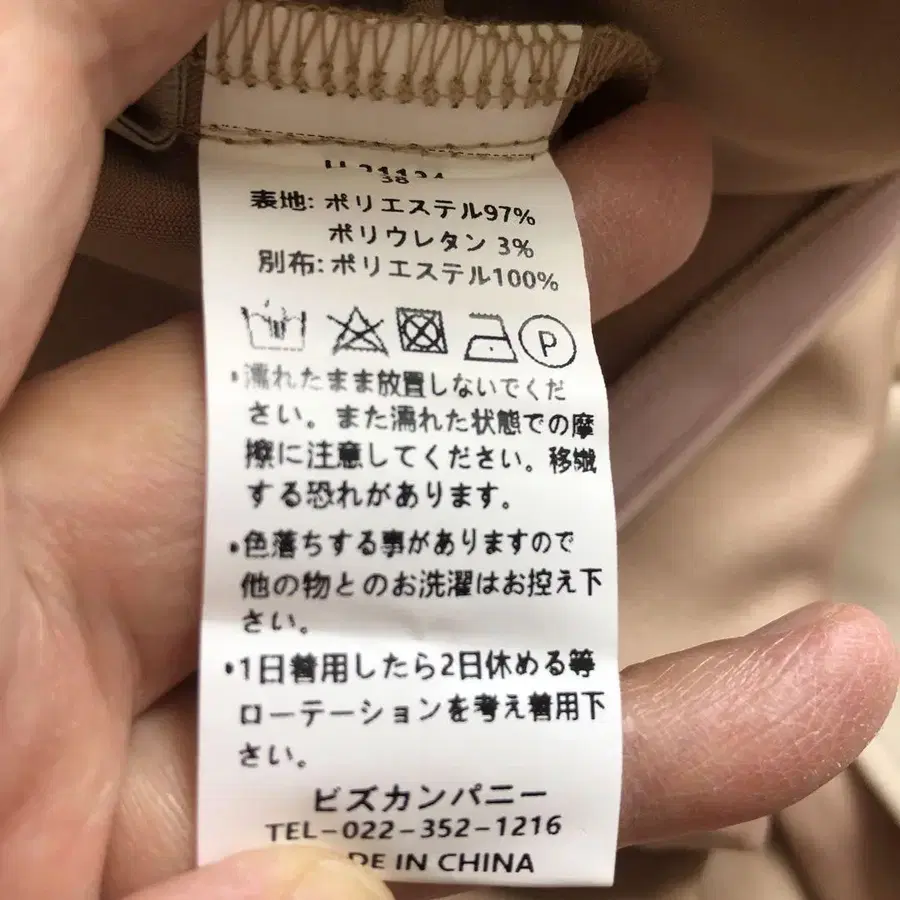 38
表地: ポリエステル97%
ポリウレタン 3%
別布: ポリエステル100%
P
•濡れたまま放置しないでくだ
さい。また濡れた状態での摩
擦に注意してください。移織
する恐れがあります。
•色落ちする事がありますので
他の物とのお洗濯はお控え下
さい。
•1日着用したら2日休める等
ローテーションを考え着用下
さい。
ビズカンパニー
TEL-022-352-1216
DE IN CHINA